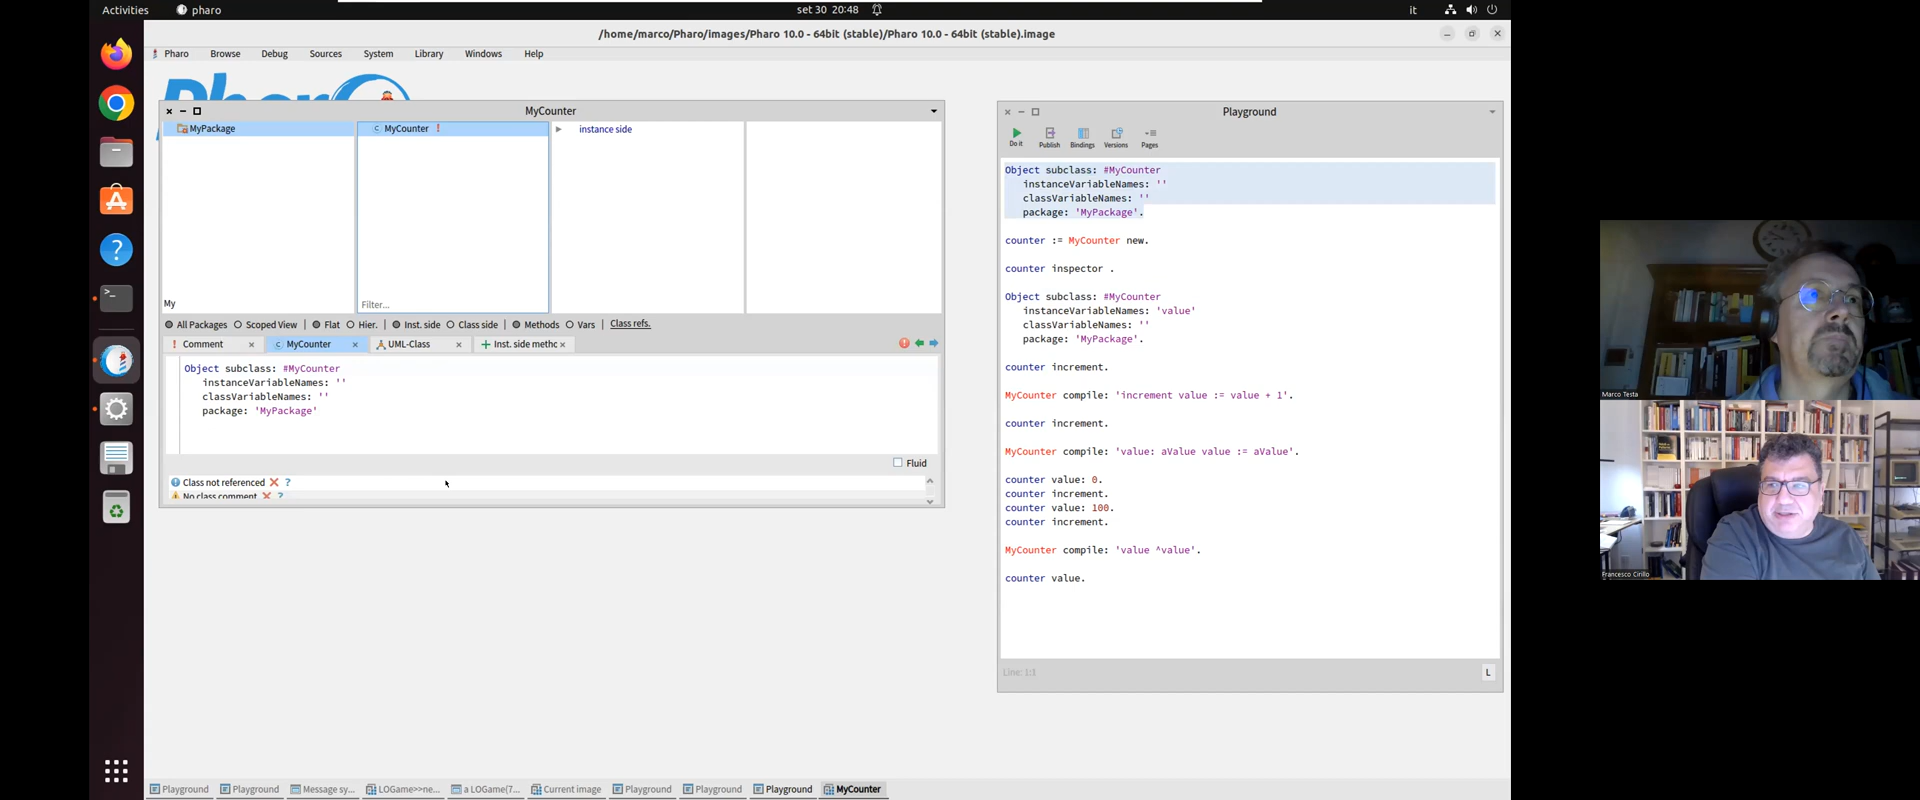 Activities
pharo
set 30 20:48
it
/home/marco/Pharo/images/Pharo 10.0 - 64bit (stable)/Pharo 10.0 - 64bit (stable).image
Pharo Browse Debug Sources System Library Windows Help
MyCounter
MyPackage
MyCounter !
instance side
My
Filter...
All Packages Scoped View Flat Hier. Inst. side Class side Methods Vars Class refs.
! Comment
MyCounter
UML-Class
Inst. side methc
Object subclass: #MyCounter
instanceVariableNames: ''
classVariableNames: ''
package: 'MyPackage'
Fluid
Class not referenced ?
No class comment ?
Playground
Do it Publish Bindings Versions Pages
Object subclass: #MyCounter
instanceVariableNames: ''
classVariableNames: ''
package: 'MyPackage'.
counter := MyCounter new.
counter inspector .
Object subclass: #MyCounter
instanceVariableNames: 'value'
classVariableNames: ''
package: 'MyPackage'.
counter increment.
MyCounter compile: 'increment value := value + 1'.
counter increment.
MyCounter compile: 'value: aValue value := aValue'.
counter value: 0.
counter increment.
counter value: 100.
counter increment.
MyCounter compile: 'value ^value'.
counter value.
Line: 1:1
L
Marco Testa
Francesco Cirillo
Playground
Playground
Message sy...
LOGame>>ne...
a LOGame(7...
Current image
Playground
Playground
Playground
MyCounter